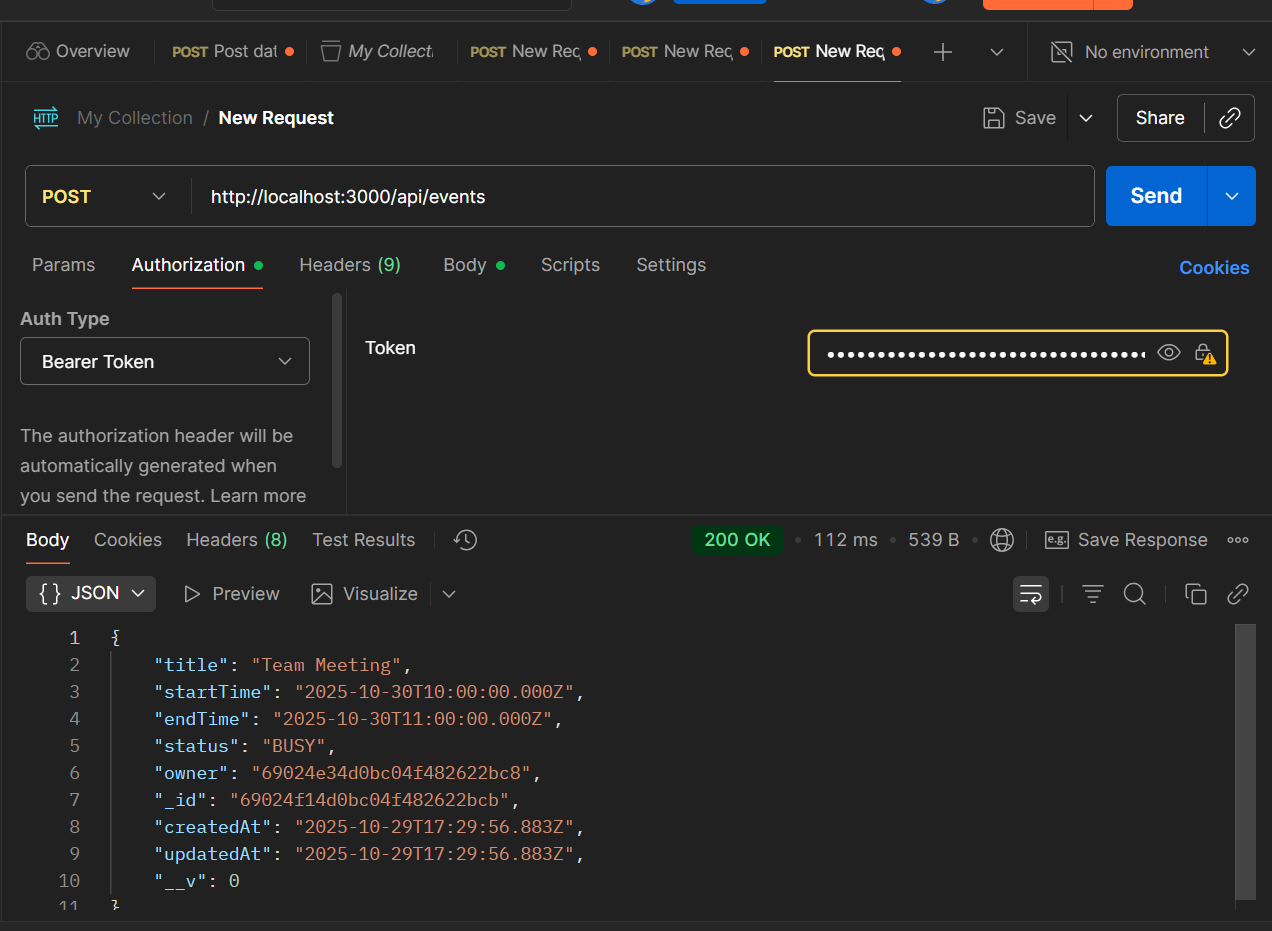 Overview POST Post dat My Collecti POST New Req POST New Req POST New Req No environment
HTTP My Collection / New Request Save Share
POST http://localhost:3000/api/events Send
Params Authorization Headers (9) Body Scripts Settings Cookies
Auth Type
Bearer Token
Token
The authorization header will be
automatically generated when
you send the request. Learn more
Body Cookies Headers (8) Test Results 200 OK • 112 ms • 539 B • e.g. Save Response
{} JSON Preview Visualize
1 {
2 "title": "Team Meeting",
3 "startTime": "2025-10-30T10:00:00.000Z",
4 "endTime": "2025-10-30T11:00:00.000Z",
5 "status": "BUSY",
6 "owner": "69024e34d0bc04f482622bc8",
7 "_id": "69024f14d0bc04f482622bcb",
8 "createdAt": "2025-10-29T17:29:56.883Z",
9 "updatedAt": "2025-10-29T17:29:56.883Z",
10 "__v": 0
11 }